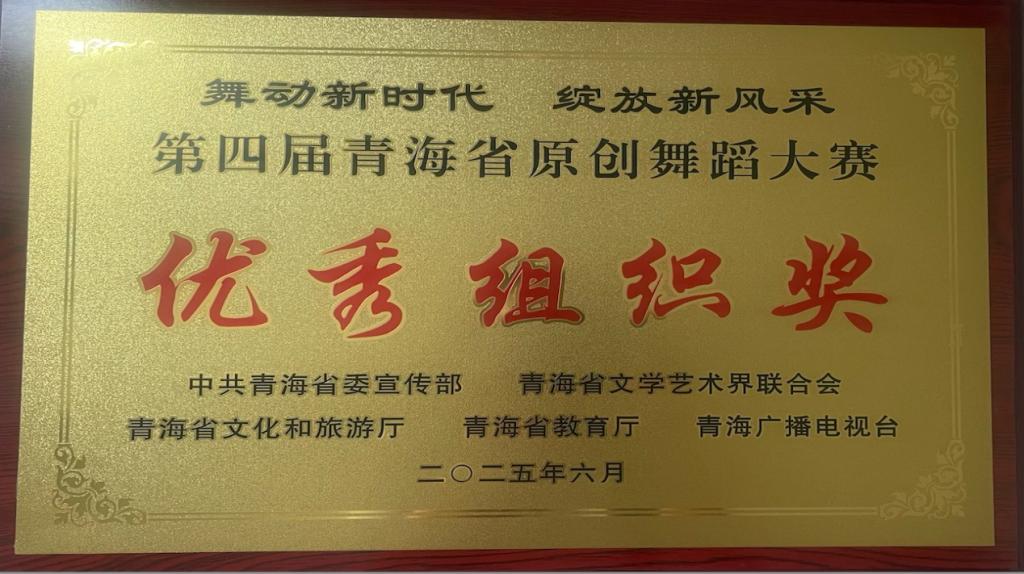 舞动新时代 绽放新风采
第四届青海省原创舞蹈大赛
优秀组织奖
中共青海省委宣传部 青海省文学艺术界联合会
青海省文化和旅游厅 青海省教育厅 青海广播电视台
二〇二五年六月